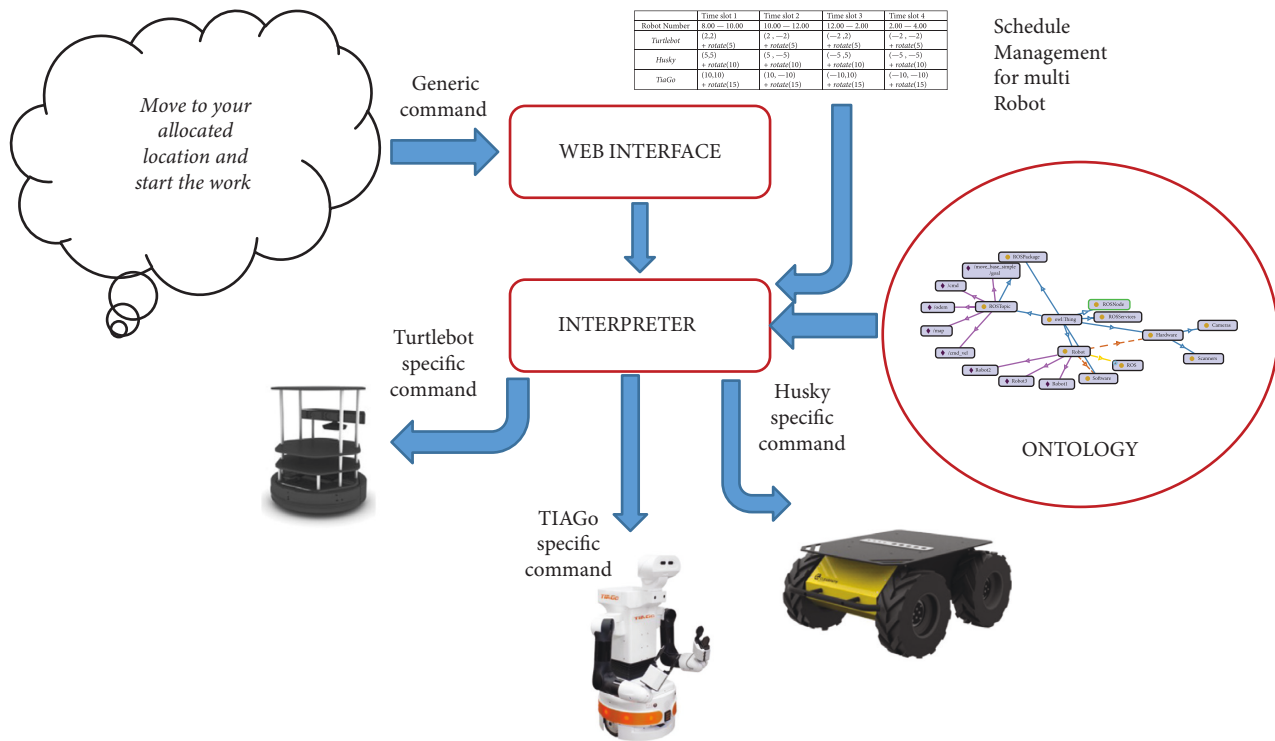 Move to your
allocated
location and
start the work
Generic
command
WEB INTERFACE
Time slot 1 Time slot 2 Time slot 3 Time slot 4
Robot Number 8.00 — 10.00 10.00 — 12.00 12.00 — 2.00 2.00 — 4.00
Turtlebot (2,2) (2 , −2) (−2 ,2) (−2 , −2)
+ rotate(5) + rotate(5) + rotate(5) + rotate(5)
Husky (5,5) (5 , −5) (−5 ,5) (−5 , −5)
+ rotate(10) + rotate(10) + rotate(10) + rotate(10)
TiaGo (10,10) (10, −10) (−10,10) (−10, −10)
+ rotate(15) + rotate(15) + rotate(15) + rotate(15)
Schedule
Management
for multi
Robot
INTERPRETER
ROSPackage
/move_base_simple
/goal
/cmd
/odem
ROSTopic
/map
/cmd_vel
owl:Thing
ROSNode
ROSServices
Hardware
Cameras
Scanners
Robot
ROS
Software
Robot2
Robot3
Robot1
ONTOLOGY
Turtlebot
specific
command
Husky
specific
command
TIAGo
specific
command